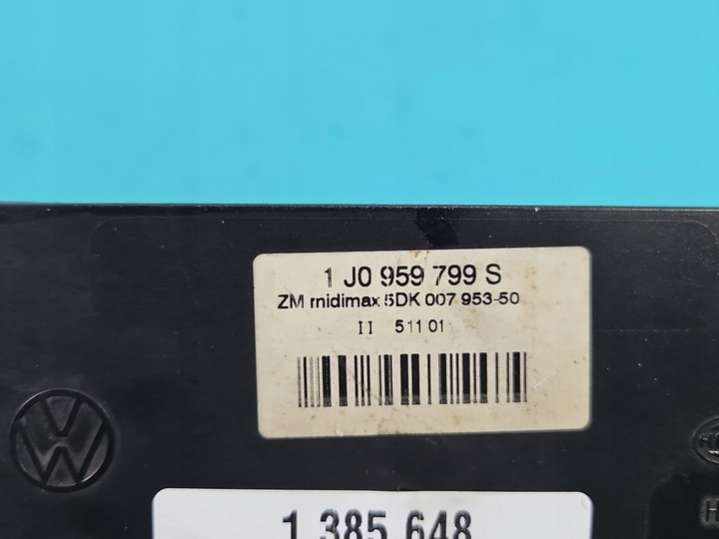 1 J0 959 799 S
ZM midimax 5DK 007 953-50
II 511 01
1 385 648